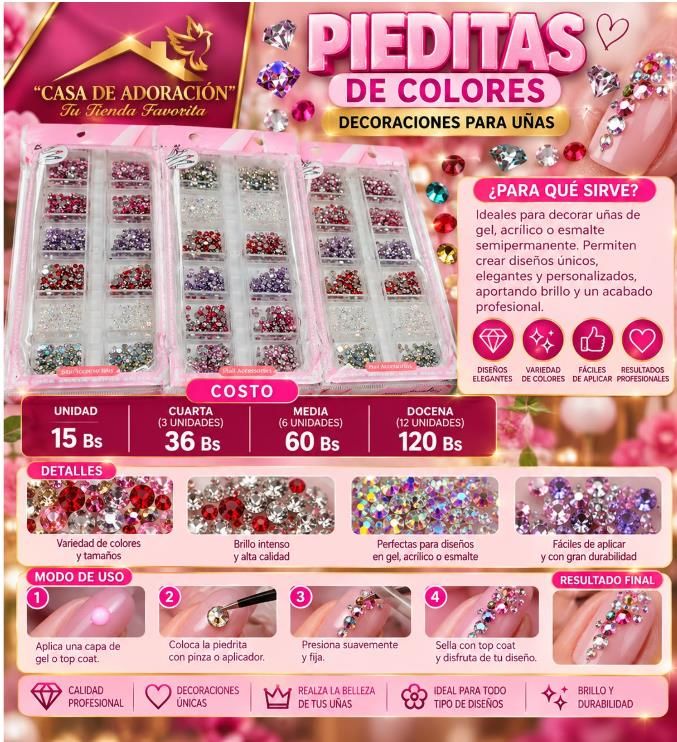 "CASA DE ADORACIÓN"
Tu Tienda Favorita
PIEDITAS
DE COLORES
DECORACIONES PARA UÑAS
¿PARA QUÉ SIRVE?
Ideales para decorar uñas de
gel, acrílico o esmalte
semipermanente. Permiten
crear diseños únicos,
elegantes y personalizados,
aportando brillo y un acabado
profesional.
DISEÑOS
ELEGANTES
VARIEDAD
DE COLORES
FÁCILES
DE APLICAR
RESULTADOS
PROFESIONALES
Nail Accessories
COSTO
UNIDAD
15 Bs
CUARTA
(3 UNIDADES)
36 Bs
MEDIA
(6 UNIDADES)
60 Bs
DOCENA
(12 UNIDADES)
120 Bs
DETALLES
Variedad de colores
y tamaños
Brillo intenso
y alta calidad
Perfectas para diseños
en gel, acrílico o esmalte
Fáciles de aplicar
y con gran durabilidad
MODO DE USO
1
Aplica una capa de
gel o top coat.
2
Coloca la piedrita
con pinza o aplicador.
3
Presiona suavemente
y fija.
4
Sella con top coat
y disfruta de tu diseño.
RESULTADO FINAL
CALIDAD
PROFESIONAL
DECORACIONES
ÚNICAS
REALZA LA BELLEZA
DE TUS UÑAS
IDEAL PARA TODO
TIPO DE DISEÑOS
BRILLO Y
DURABILIDAD